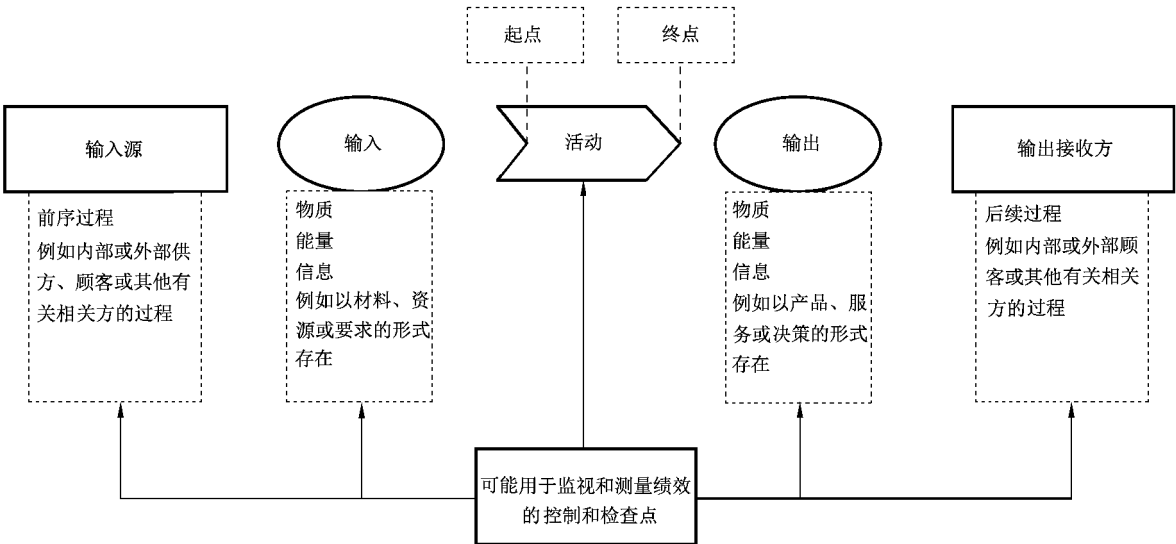 起点
终点
输入源
输入
活动
输出
输出接收方
前序过程
例如内部或外部供
方、顾客或其他有
关相关方的过程
物质
能量
信息
例如以材料、资
源或要求的形式
存在
物质
能量
信息
例如以产品、服
务或决策的形式
存在
后续过程
例如内部或外部顾
客或其他有关相关
方的过程
可能用于监视和测量绩效
的控制和检查点